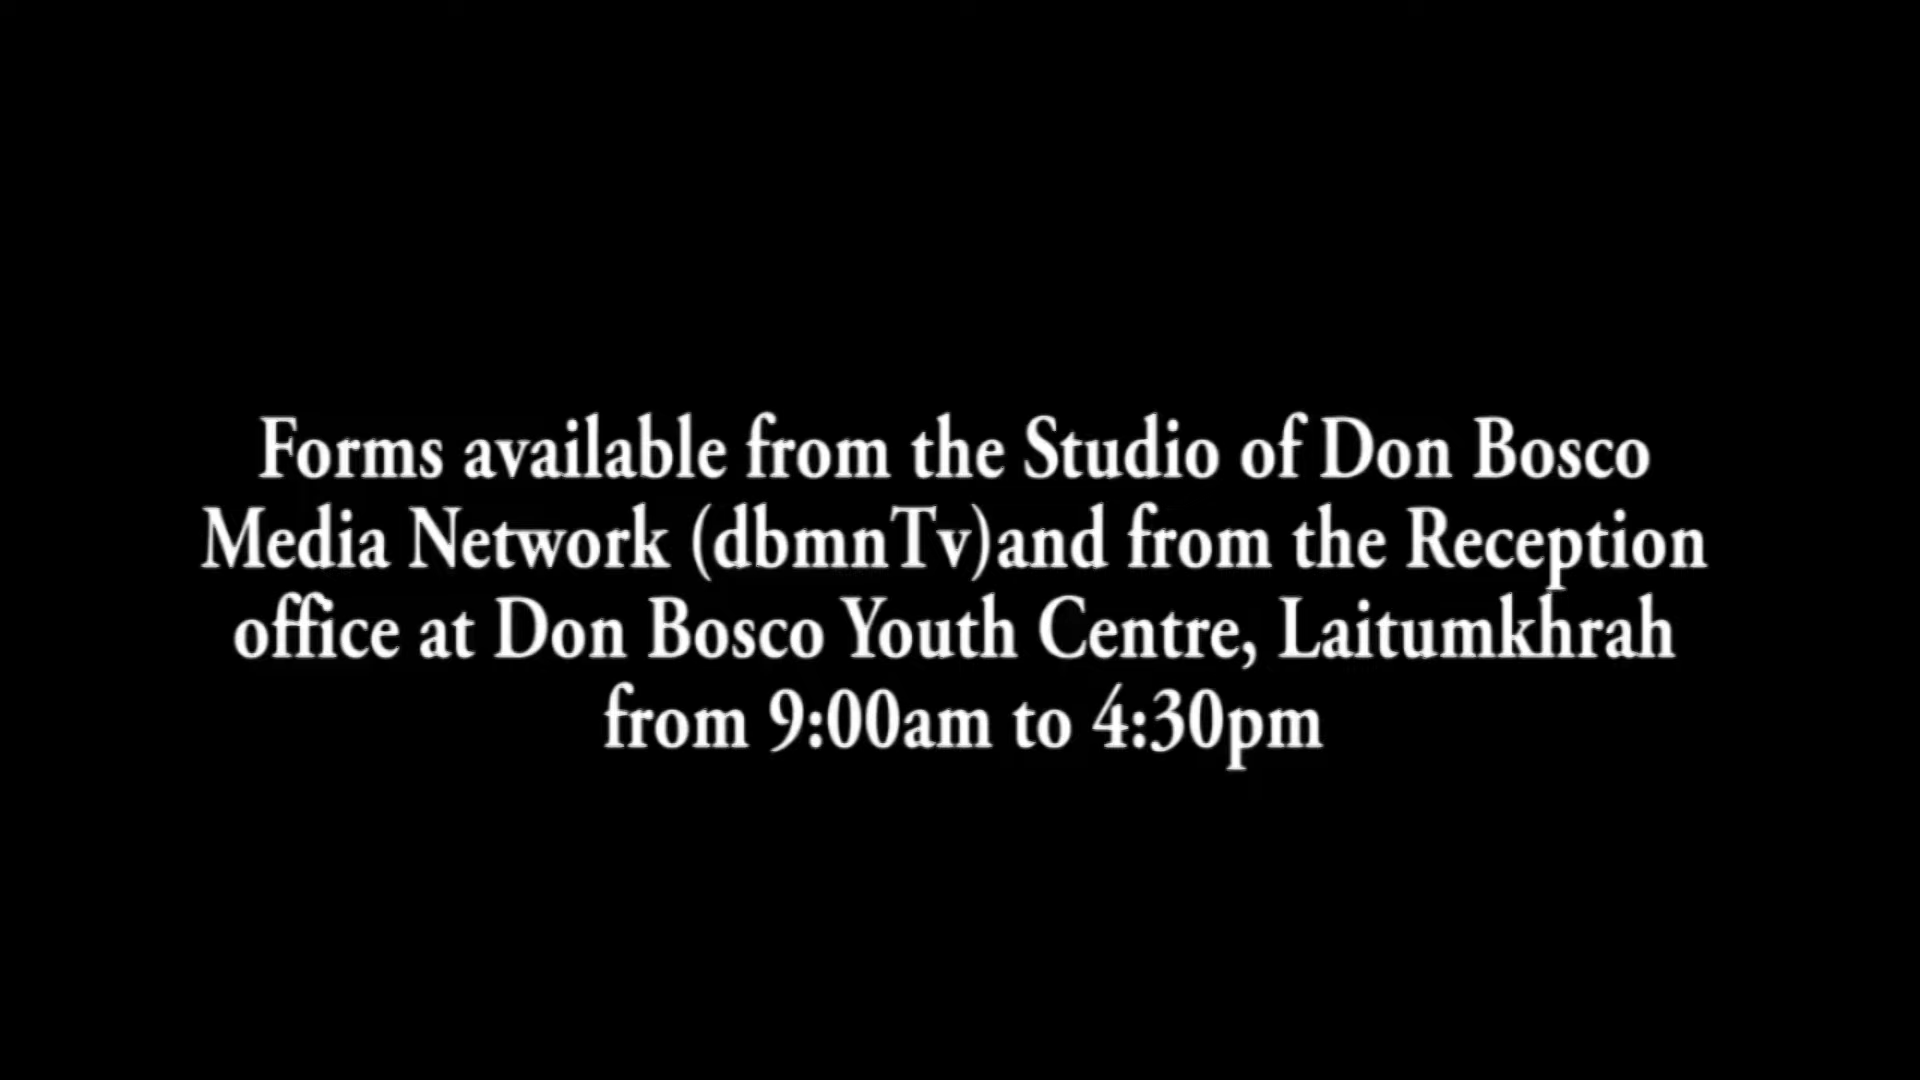 Forms available from the Studio of Don Bosco
Media Network (dbmnTv)and from the Reception
office at Don Bosco Youth Centre, Laitumkhrah
from 9:00am to 4:30pm